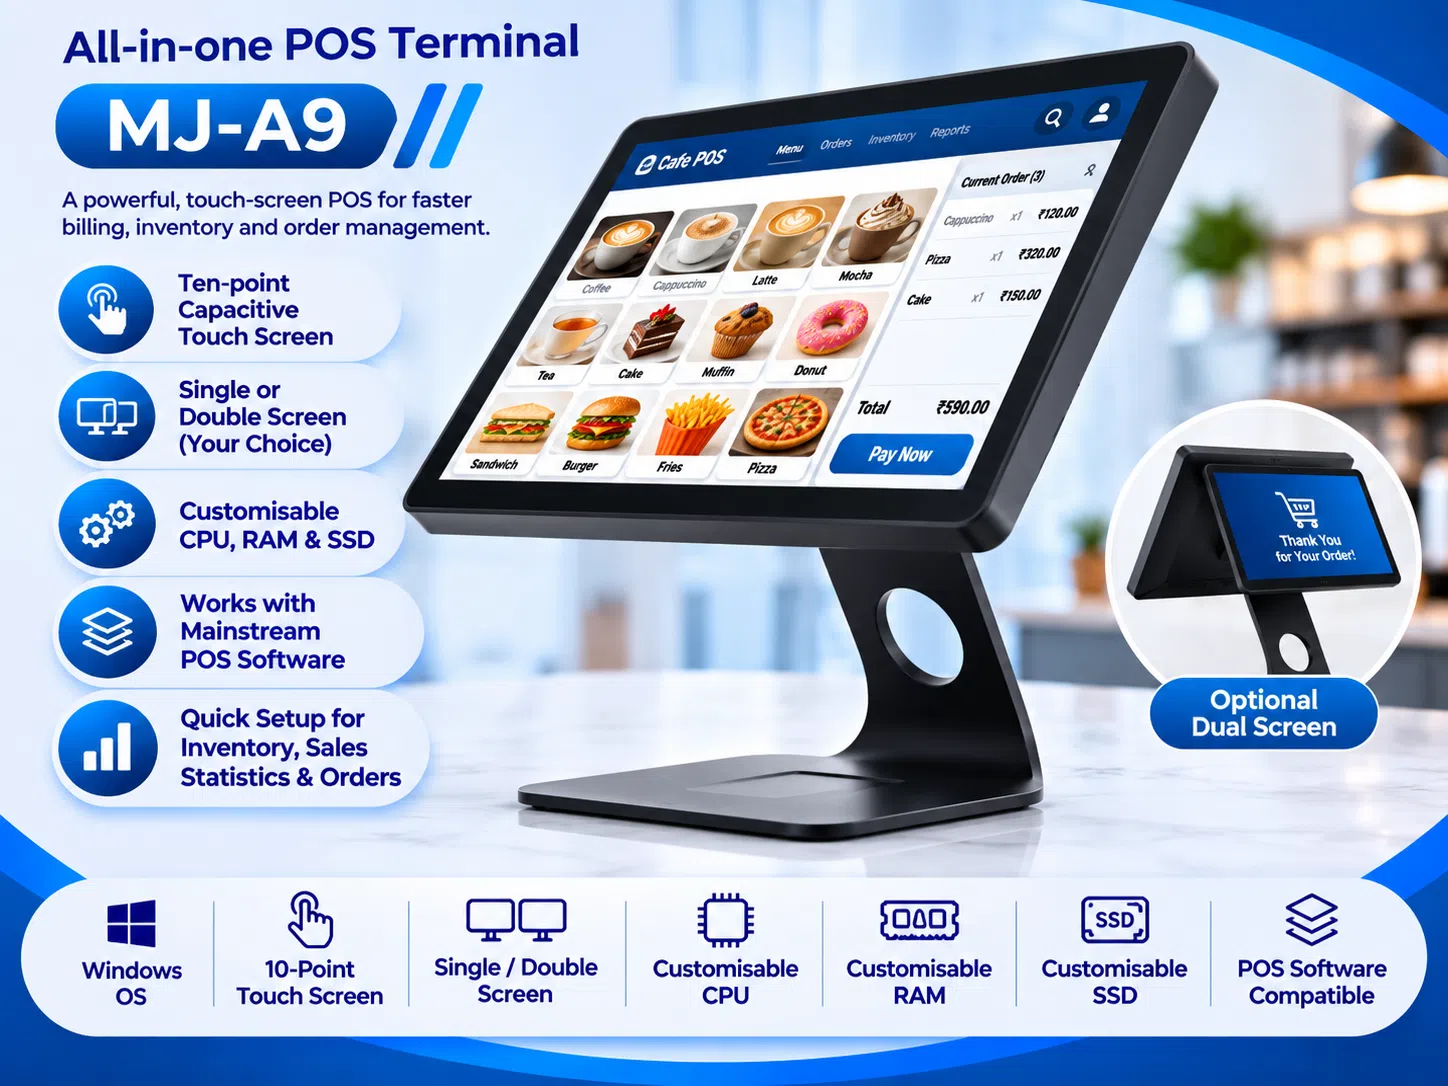 All-in-one POS Terminal
MJ-A9
A powerful, touch-screen POS for faster
billing, inventory and order management.
Ten-point
Capacitive
Touch Screen
Single or
Double Screen
(Your Choice)
Customisable
CPU, RAM & SSD
Works with
Mainstream
POS Software
Quick Setup for
Inventory, Sales
Statistics & Orders
Cafe POS
Menu Orders Inventory Reports
Coffee Cappuccino Latte Mocha
Tea Cake Muffin Donut
Sandwich Burger Fries Pizza
Current Order (3)
Cappuccino x1 ₹120.00
Pizza x1 ₹320.00
Cake x1 ₹150.00
Total ₹590.00
Pay Now
Thank You
for Your Order!
Optional
Dual Screen
Windows
OS
10-Point
Touch Screen
Single / Double
Screen
Customisable
CPU
Customisable
RAM
SSD
Customisable
SSD
POS Software
Compatible